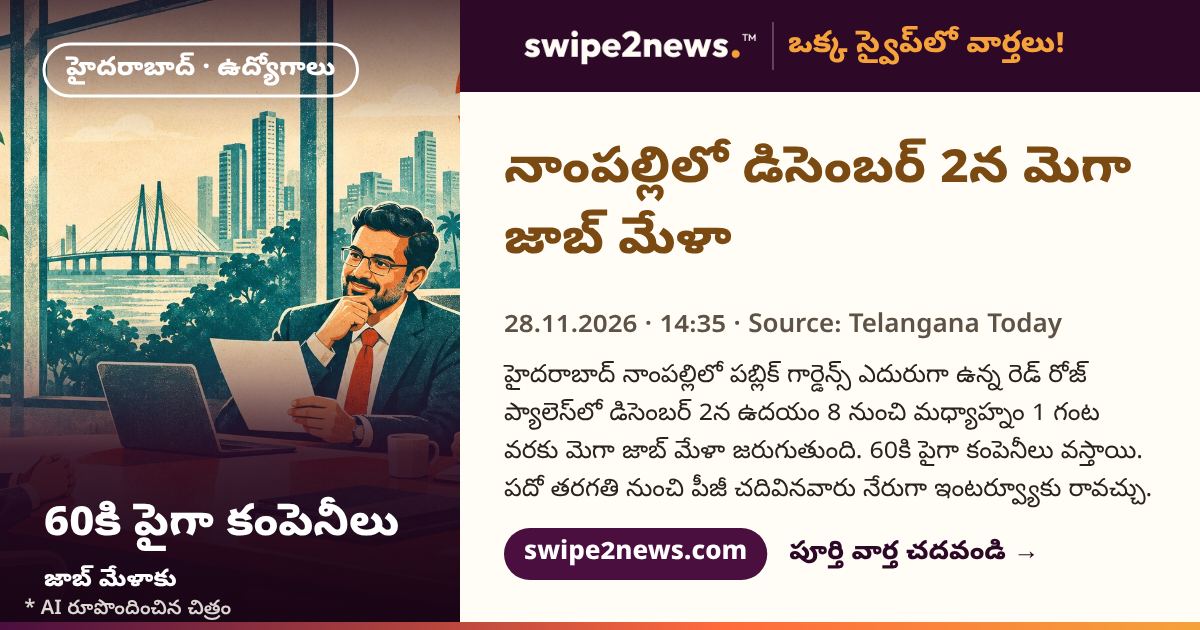 హైదరాబాద్ · ఉద్యోగాలు
60కి పైగా కంపెనీలు
జాబ్ మేళాకు
* AI రూపొందించిన చిత్రం
swipe2news.™ ఒక్క స్వైప్‌లో వార్తలు!
నాంపల్లిలో డిసెంబర్ 2న మెగా
జాబ్ మేళా
28.11.2026 · 14:35 · Source: Telangana Today
హైదరాబాద్ నాంపల్లిలో పబ్లిక్ గార్డెన్స్ ఎదురుగా ఉన్న రెడ్ రోజ్
ప్యాలెస్‌లో డిసెంబర్ 2న ఉదయం 8 నుంచి మధ్యాహ్నం 1 గంట
వరకు మెగా జాబ్ మేళా జరుగుతుంది. 60కి పైగా కంపెనీలు వస్తాయి.
పదో తరగతి నుంచి పీజీ చదివినవారు నేరుగా ఇంటర్వ్యూకు రావచ్చు.
swipe2news.com పూర్తి వార్త చదవండి →